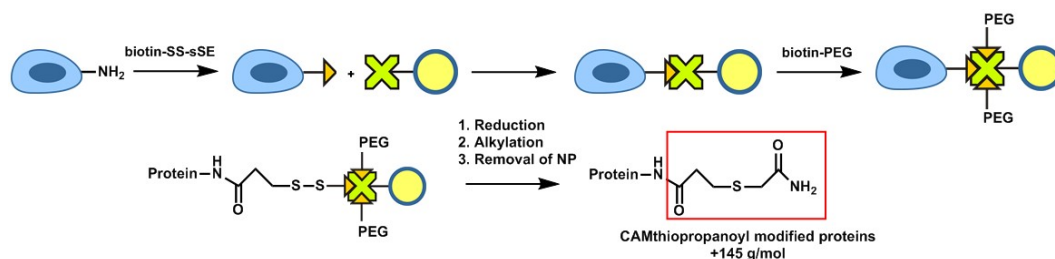 biotin-SS-sSE
NH2
+
biotin-PEG
PEG
PEG
1. Reduction
2. Alkylation
3. Removal of NP
PEG
Protein
H
N
O
S
S
PEG
Protein
H
N
O
S
O
NH2
CAMthiopropanoyl modified proteins
+145 g/mol